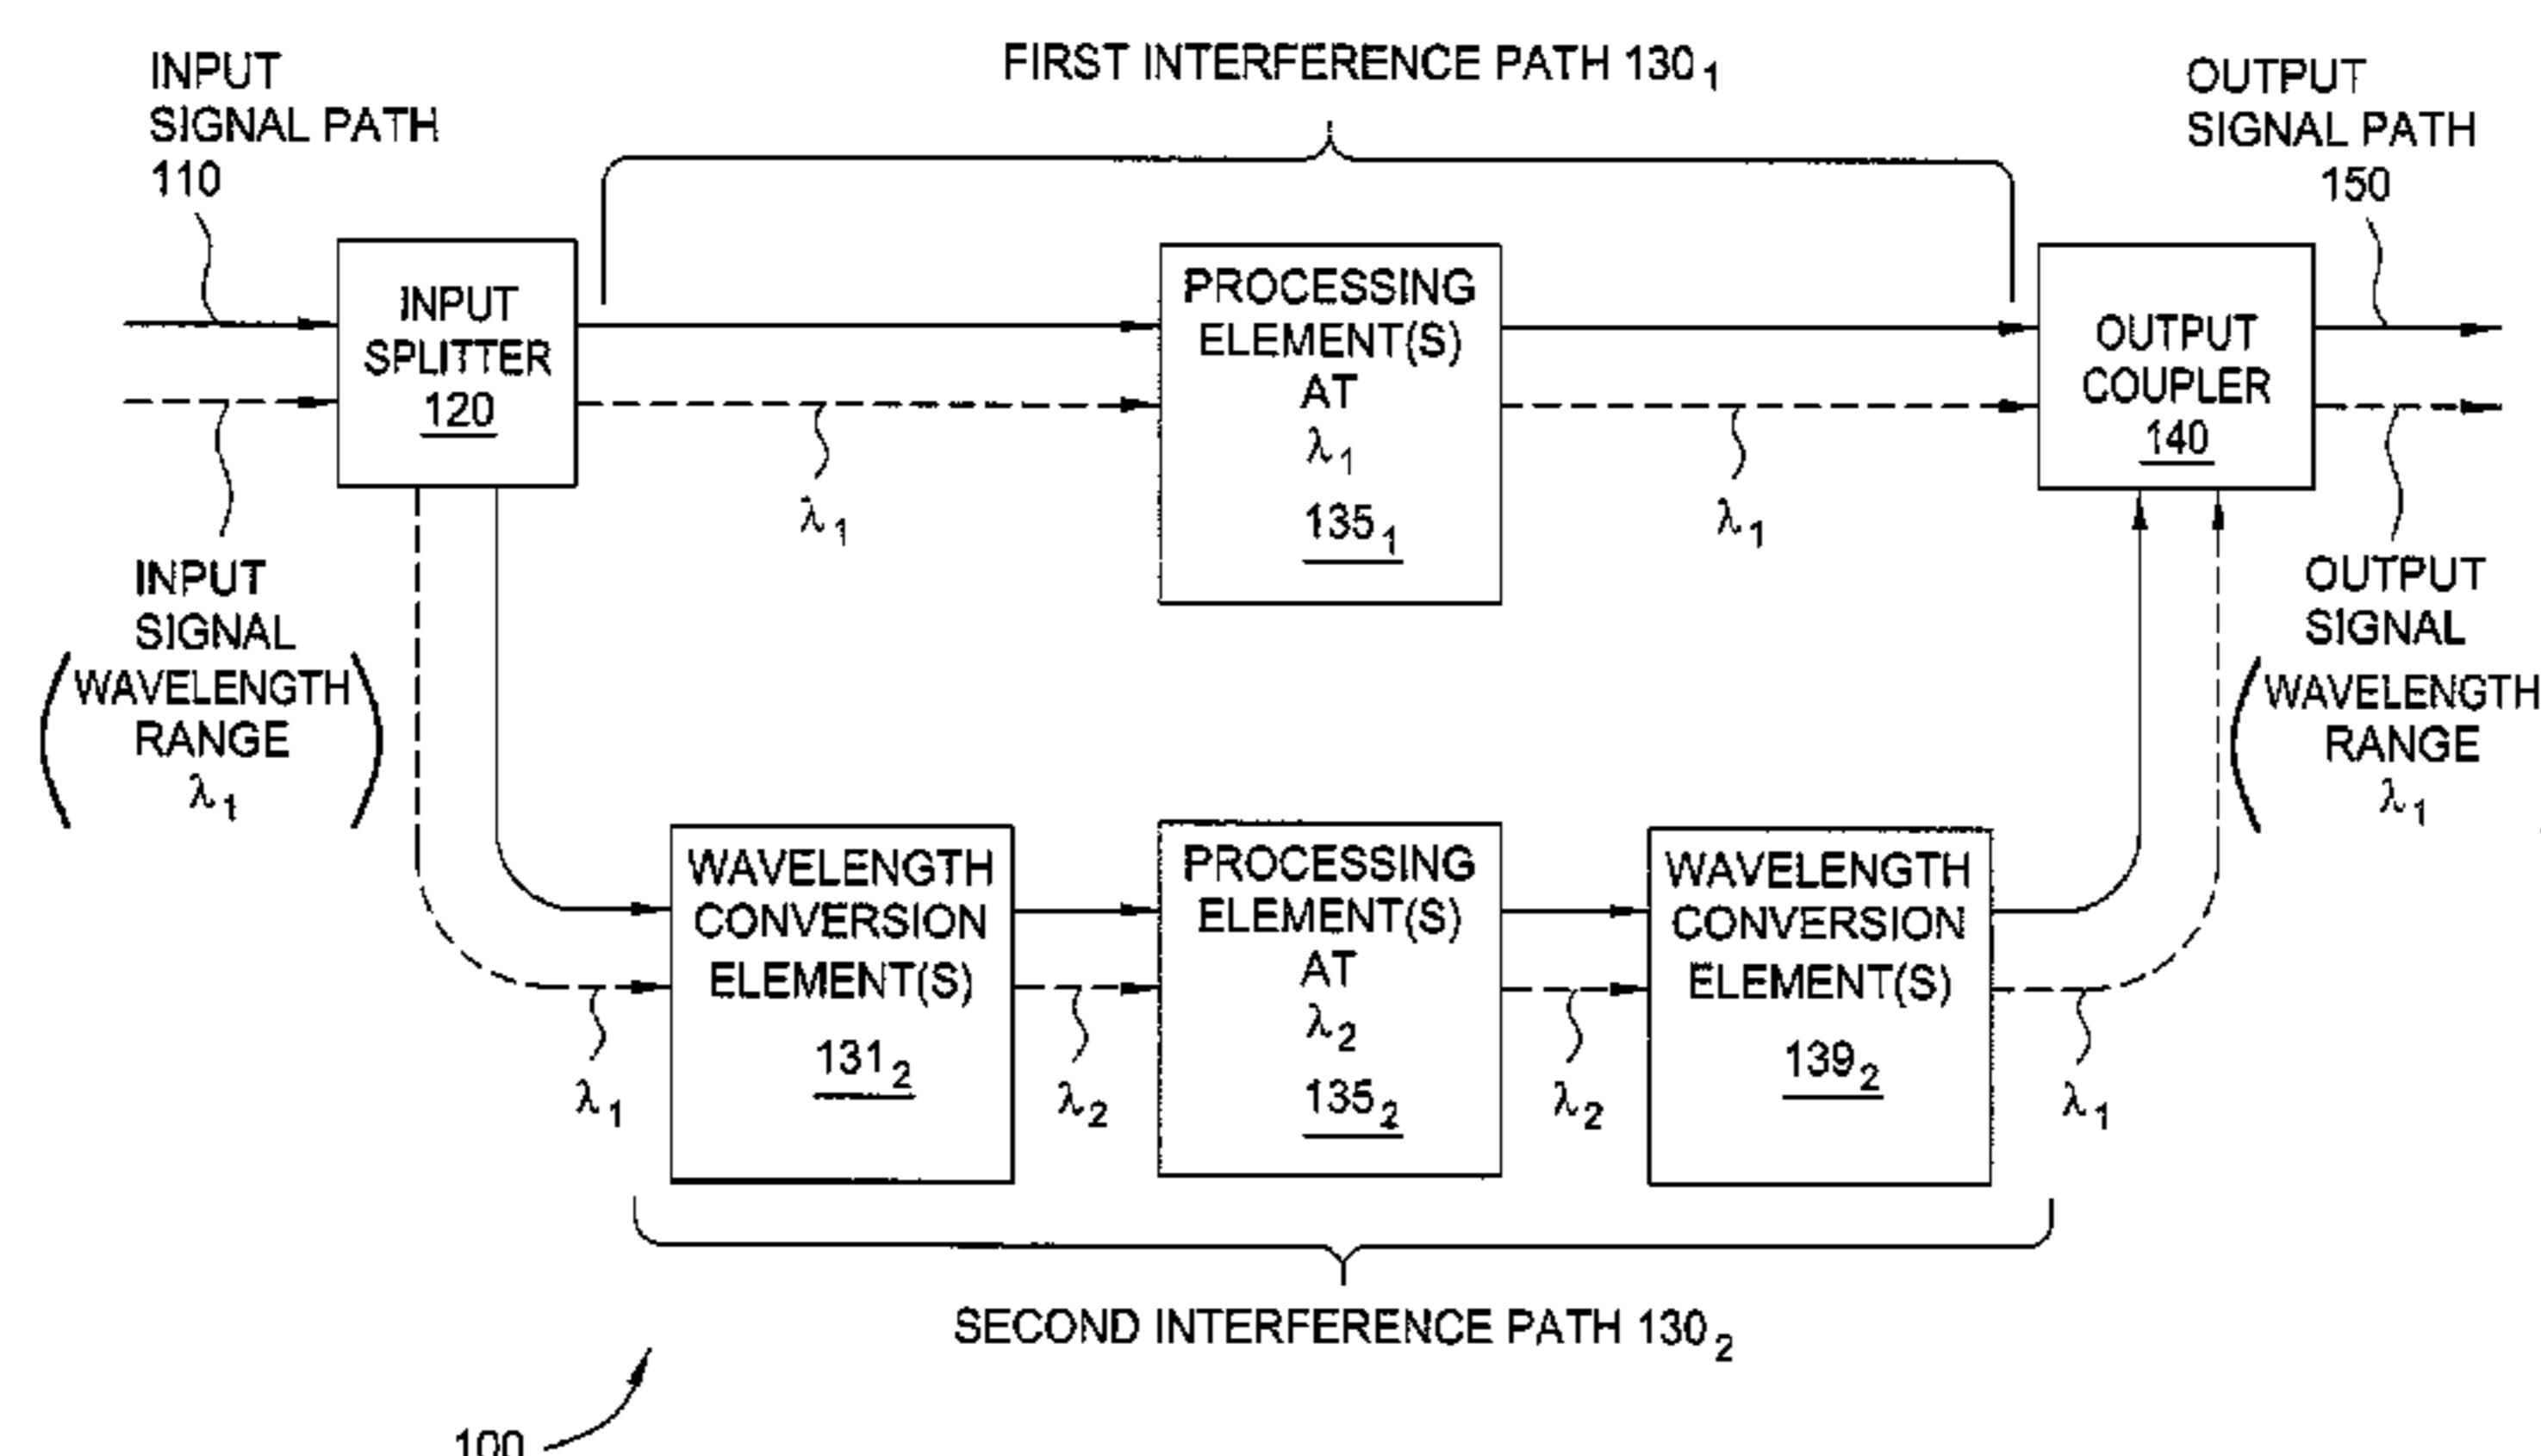 FIRST INTERFERENCE PATH 130₁
INPUT
SIGNAL PATH
110
OUTPUT
SIGNAL PATH
150
INPUT
SPLITTER
120
PROCESSING
ELEMENT(S)
AT
λ₁
135₁
OUTPUT
COUPLER
140
λ₁
λ₁
INPUT
SIGNAL
(WAVELENGTH
RANGE
λ₁)
OUTPUT
SIGNAL
(WAVELENGTH
RANGE
λ₁
WAVELENGTH
CONVERSION
ELEMENT(S)
131₂
PROCESSING
ELEMENT(S)
AT
λ₂
135₂
WAVELENGTH
CONVERSION
ELEMENT(S)
139₂
λ₁
λ₂
λ₂
λ₁
SECOND INTERFERENCE PATH 130₂
100